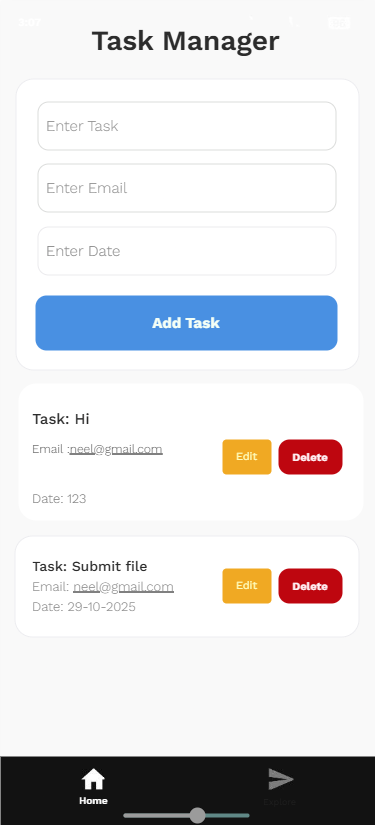 Task Manager
Enter Task
Enter Email
Enter Date
Add Task
Task: Hi
Email :neel@gmail.com
Edit
Delete
Date: 123
Task: Submit file
Email: neel@gmail.com
Edit
Delete
Date: 29-10-2025
Home